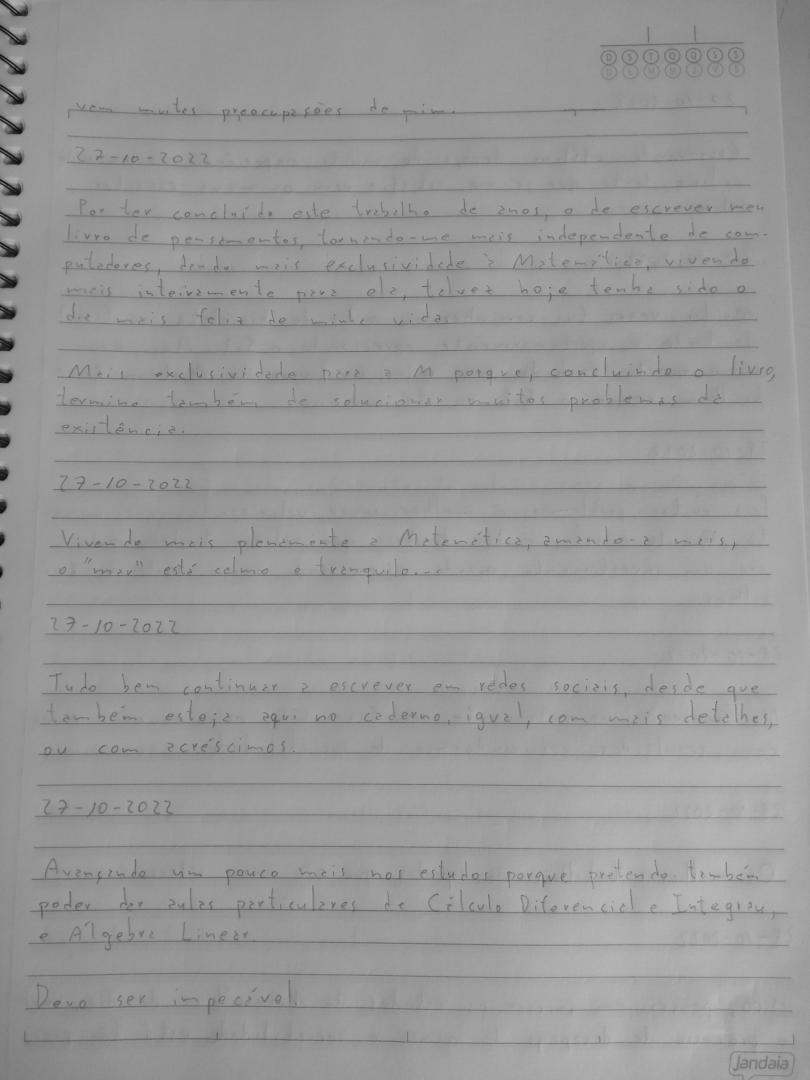 D S T Q Q S S
D L M M J V S
vem muitas preocupações de mim.
27-10-2022
Por ter concluído este trabalho de anos, o de escrever meu
livro de pensamentos, tornando-me mais independente de com-
putadores, dando mais exclusividade à Matemática, vivendo
mais inteiramente para ela, talvez hoje tenha sido o
dia mais feliz de minha vida.
Mais exclusividade para a M porque, concluindo o livro,
termino também de solucionar muitos problemas da
existência.
27-10-2022
Vivendo mais plenamente a Matemática, amando-a mais,
o "mar" está calmo e tranquilo...
27-10-2022
Tudo bem continuar a escrever em redes sociais, desde que
também esteja aqui no caderno, igual, com mais detalhes,
ou com acréscimos.
27-10-2022
Avançando um pouco mais nos estudos porque pretendo também
poder dar aulas particulares de Cálculo Diferencial e Integral,
e Álgebra Linear.
Devo ser impecável.
Jandaia